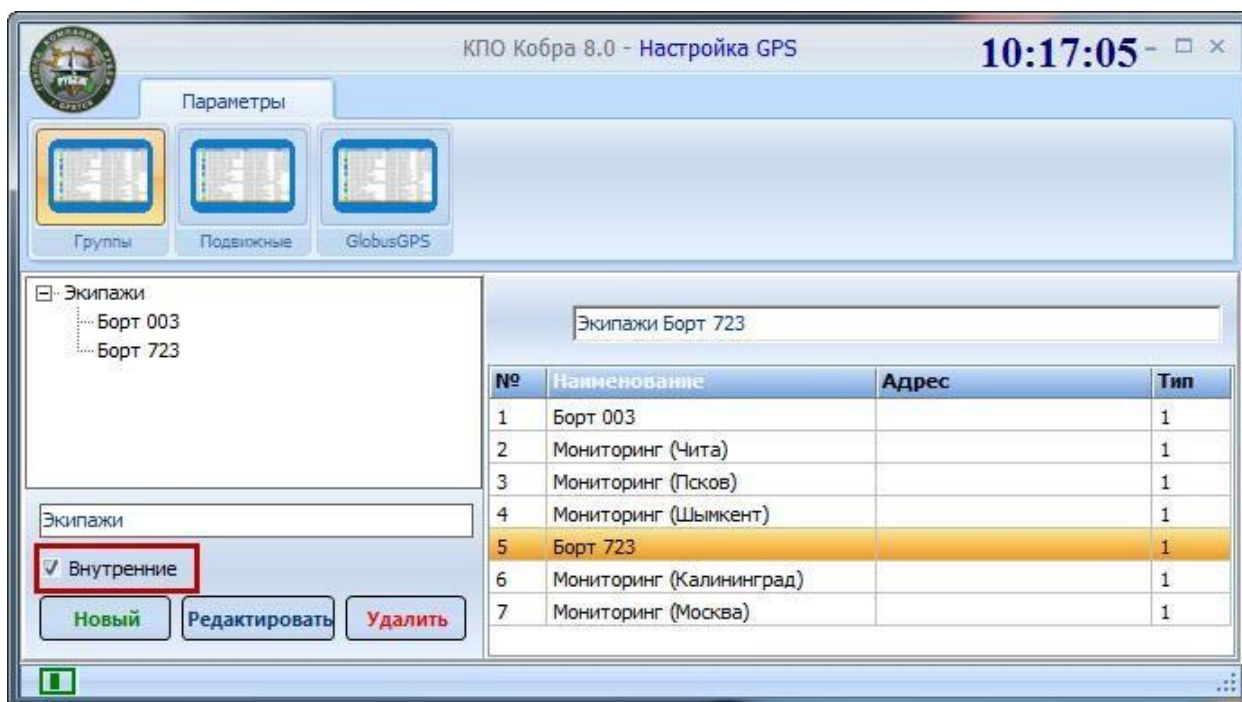 КПО Кобра 8.0 - Настройка GPS
10:17:05
Параметры
Группы Подвижные GlobusGPS
Экипажи
Борт 003
Борт 723
Экипажи
Внутренние
Новый Редактировать Удалить
Экипажи Борт 723
№ Наименование Адрес Тип
1 Борт 003 1
2 Мониторинг (Чита) 1
3 Мониторинг (Псков) 1
4 Мониторинг (Шымкент) 1
5 Борт 723 1
6 Мониторинг (Калининград) 1
7 Мониторинг (Москва) 1